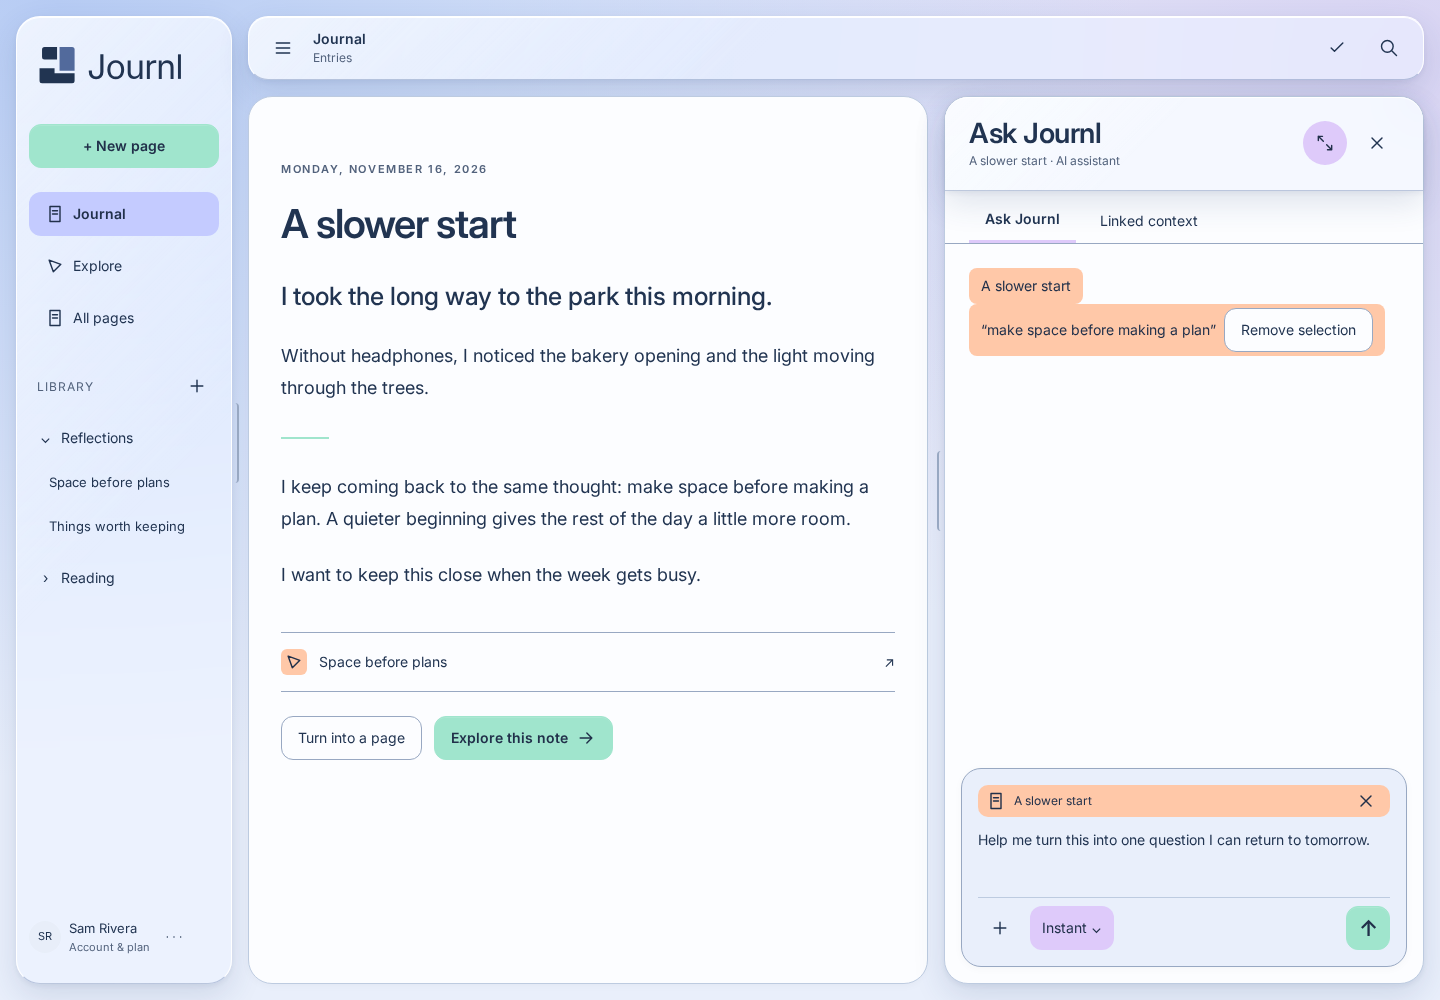 Journl
+ New page
Journal
Explore
All pages
LIBRARY
Reflections
Space before plans
Things worth keeping
Reading
SR
Sam Rivera
Account & plan
...
Journal
Entries
MONDAY, NOVEMBER 16, 2026
A slower start
I took the long way to the park this morning.
Without headphones, I noticed the bakery opening and the light moving
through the trees.
I keep coming back to the same thought: make space before making a
plan. A quieter beginning gives the rest of the day a little more room.
I want to keep this close when the week gets busy.
Space before plans
Turn into a page
Explore this note
Ask Journl
A slower start · AI assistant
Ask Journl
Linked context
A slower start
“make space before making a plan”
Remove selection
A slower start
Help me turn this into one question I can return to tomorrow.
Instant